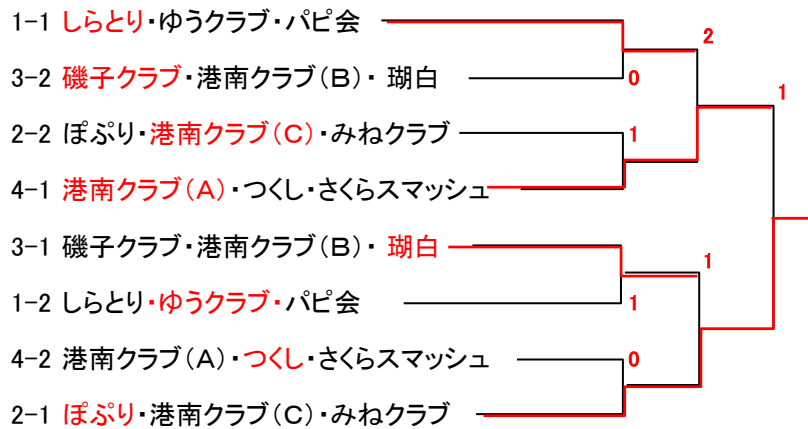 1-1 しらとり・ゆうクラブ・パピ会
2
3-2 磯子クラブ・港南クラブ(B)・ 瑚白
0
1
2-2 ぽぷり・港南クラブ(C)・みねクラブ
1
4-1 港南クラブ(A)・つくし・さくらスマッシュ
3-1 磯子クラブ・港南クラブ(B)・ 瑚白
1
1-2 しらとり・ゆうクラブ・パピ会
1
4-2 港南クラブ(A)・つくし・さくらスマッシュ
0
2-1 ぽぷり・港南クラブ(C)・みねクラブ